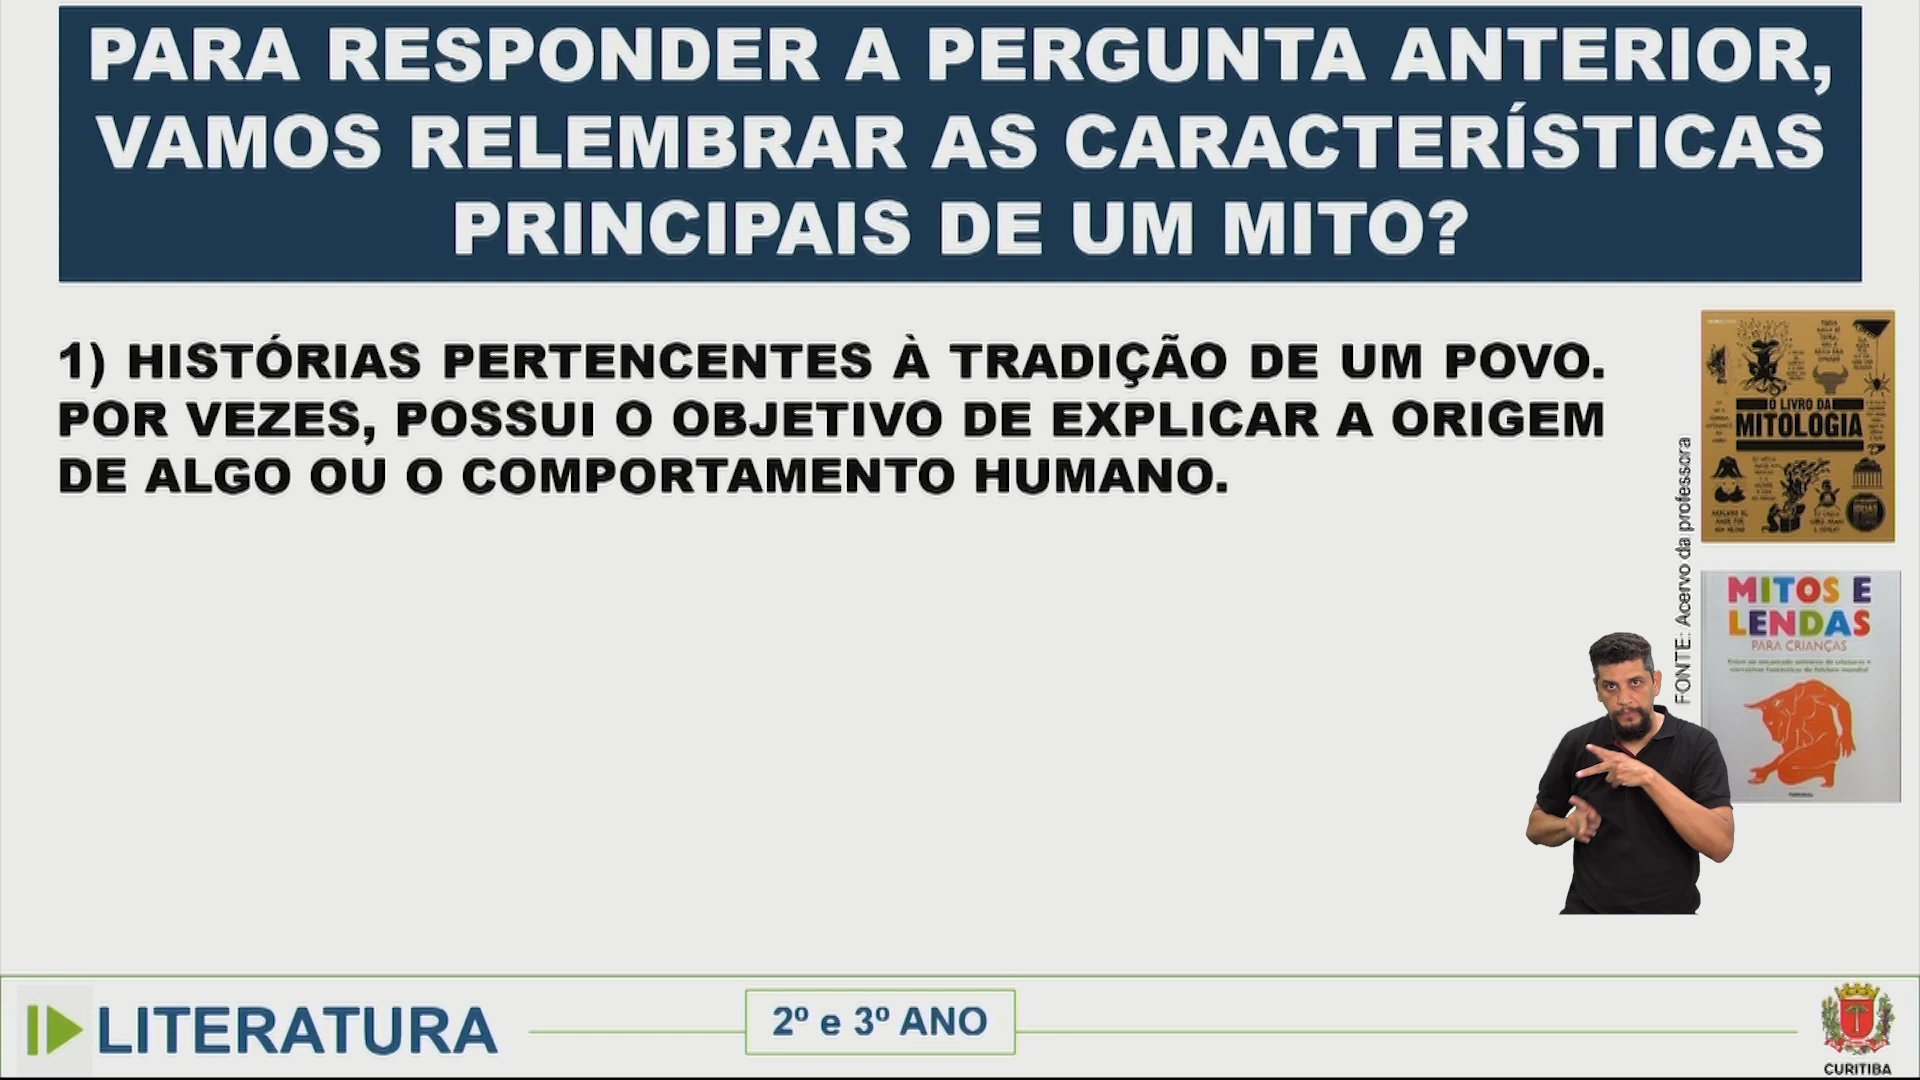 PARA RESPONDER A PERGUNTA ANTERIOR,
VAMOS RELEMBRAR AS CARACTERÍSTICAS
PRINCIPAIS DE UM MITO?
1) HISTÓRIAS PERTENCENTES À TRADIÇÃO DE UM POVO.
POR VEZES, POSSUI O OBJETIVO DE EXPLICAR A ORIGEM
DE ALGO OU O COMPORTAMENTO HUMANO.
O LIVRO DA
MITOLOGIA
FONTE: Acervo da professora
MITOS E
LENDAS
PARA CRIANÇAS
LITERATURA
2º e 3º ANO
CURITIBA